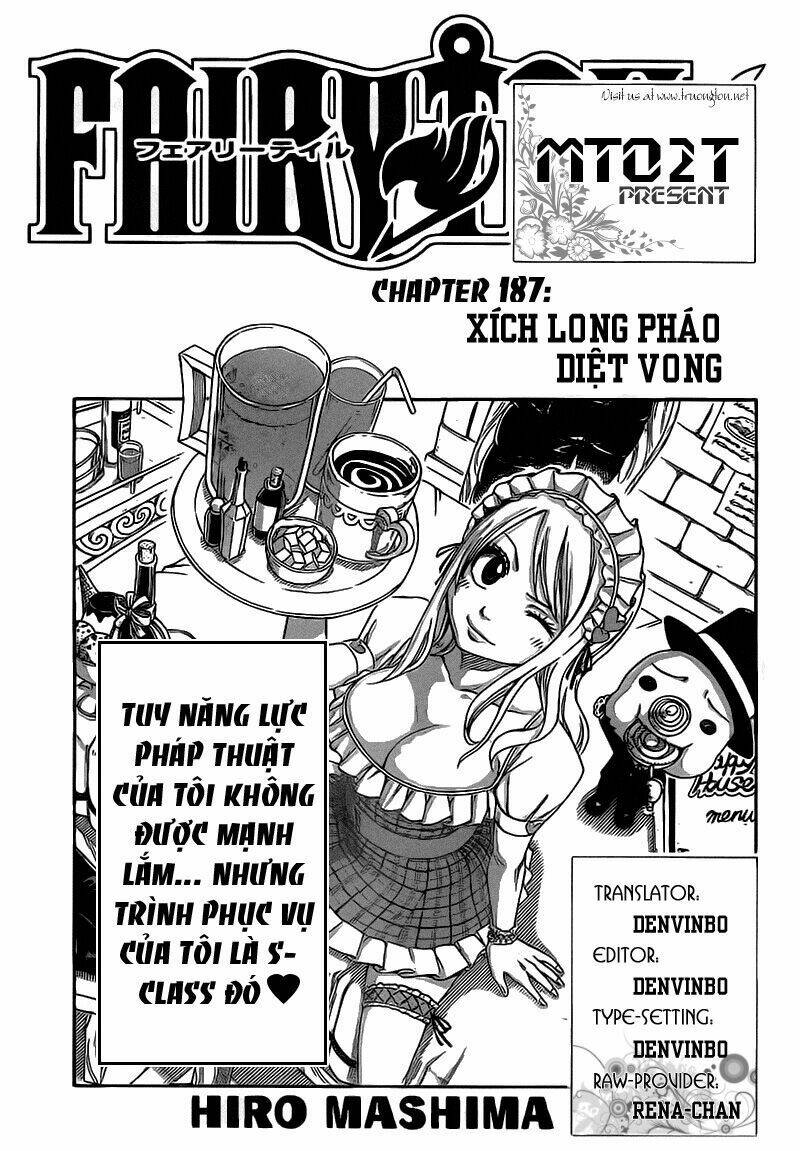 FAIRY TAIL
フェアリーテイル
Visit us at www.truongton.net
MTO2T
PRESENT
CHAPTER 187:
XÍCH LONG PHÁO
DIỆT VONG
TUY NĂNG LỰC
PHÁP THUẬT
CỦA TÔI KHÔNG
ĐƯỢC MẠNH
LẮM... NHƯNG
TRÌNH PHỤC VỤ
CỦA TÔI LÀ S-
CLASS ĐÓ ♥
Happy
House
menu
TRANSLATOR:
DENVINBO
EDITOR:
DENVINBO
TYPE-SETTING:
DENVINBO
RAW-PROVIDER:
RENA-CHAN
HIRO MASHIMA